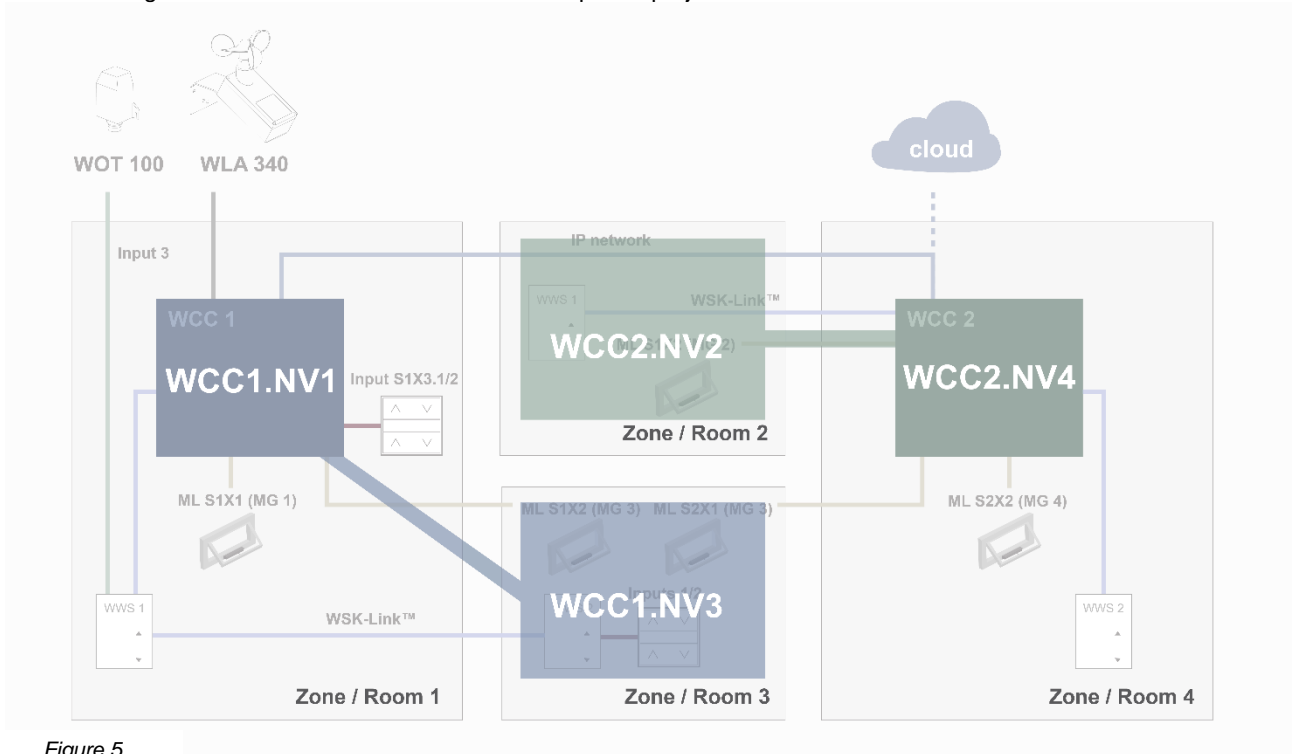 WOT 100
WLA 340
cloud
Input 3
IP network
WCC 1
WCC1.NV1
Input S1X3.1/2
WWS 1
WSK-Link™
WCC2.NV2
Zone / Room 2
WCC 2
WCC2.NV4
ML S1X1 (MG 1)
ML S1X2 (MG 3)
ML S2X1 (MG 3)
ML S2X2 (MG 4)
WWS 1
WSK-Link™
Inputs 1/2
WCC1.NV3
WWS 2
Zone / Room 1
Zone / Room 3
Zone / Room 4
Figure 5